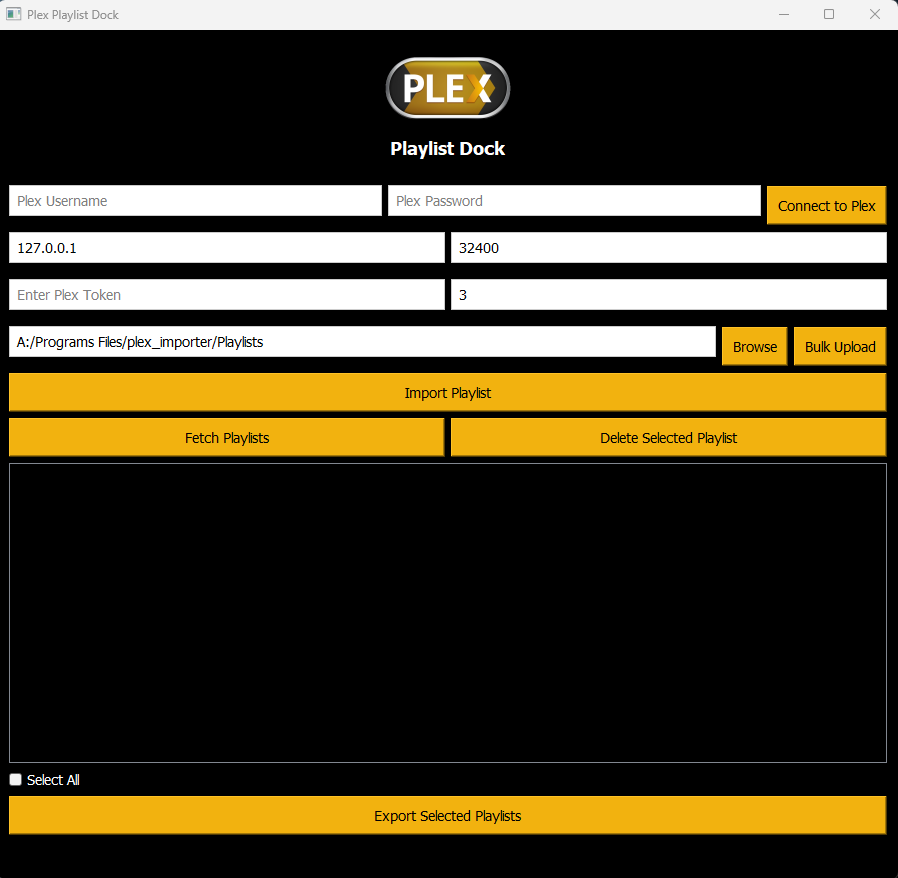 Plex Playlist Dock
PLEX
Playlist Dock
Plex Username Plex Password Connect to Plex
127.0.0.1 32400
Enter Plex Token 3
A:/Programs Files/plex_importer/Playlists Browse Bulk Upload
Import Playlist
Fetch Playlists Delete Selected Playlist
Select All
Export Selected Playlists